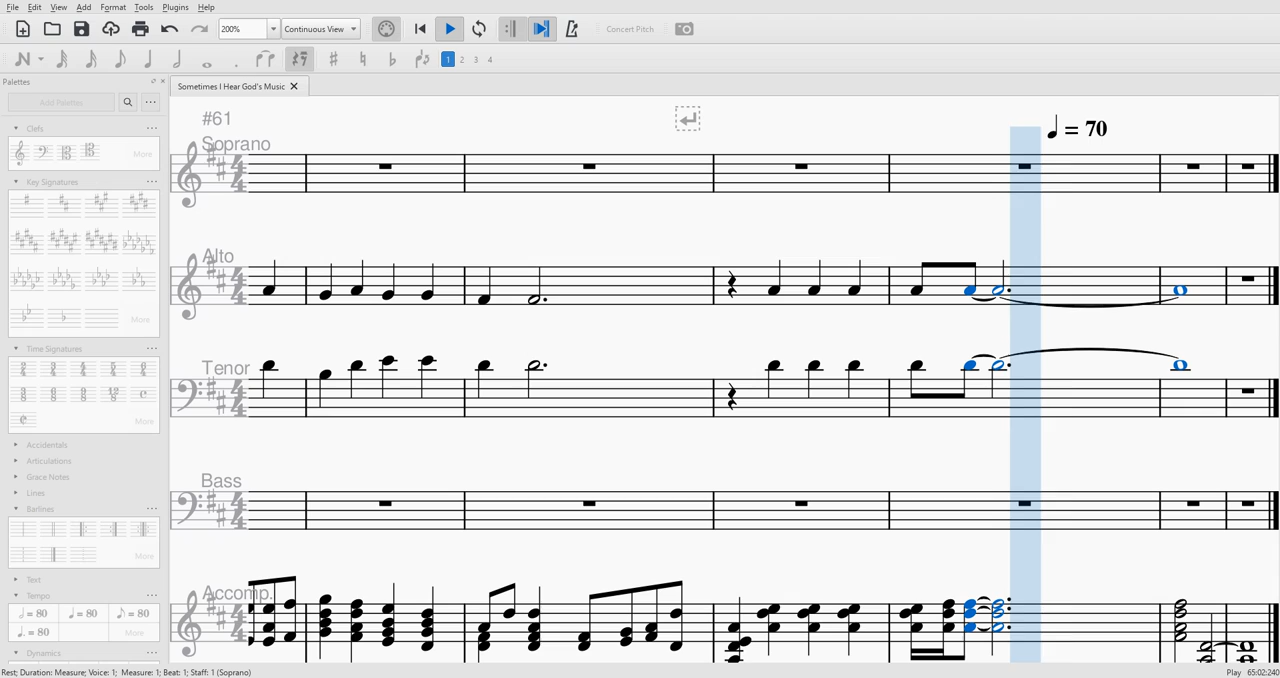 File Edit View Add Format Tools Plugins Help
200% Continuous View Concert Pitch
1 2 3 4
Palettes
Sometimes I Hear God's Music
Add Palettes
Clefs
More
Key Signatures
More
Time Signatures
More
Accidentals
Articulations
Grace Notes
Lines
Barlines
More
Text
Tempo
= 80 = 80 = 80
= 80 More
Dynamics
#61
= 70
Soprano
Alto
Tenor
Bass
Accomp.
Rest; Duration: Measure; Voice: 1; Measure: 1; Beat: 1; Staff: 1 (Soprano) Play 65:02:240